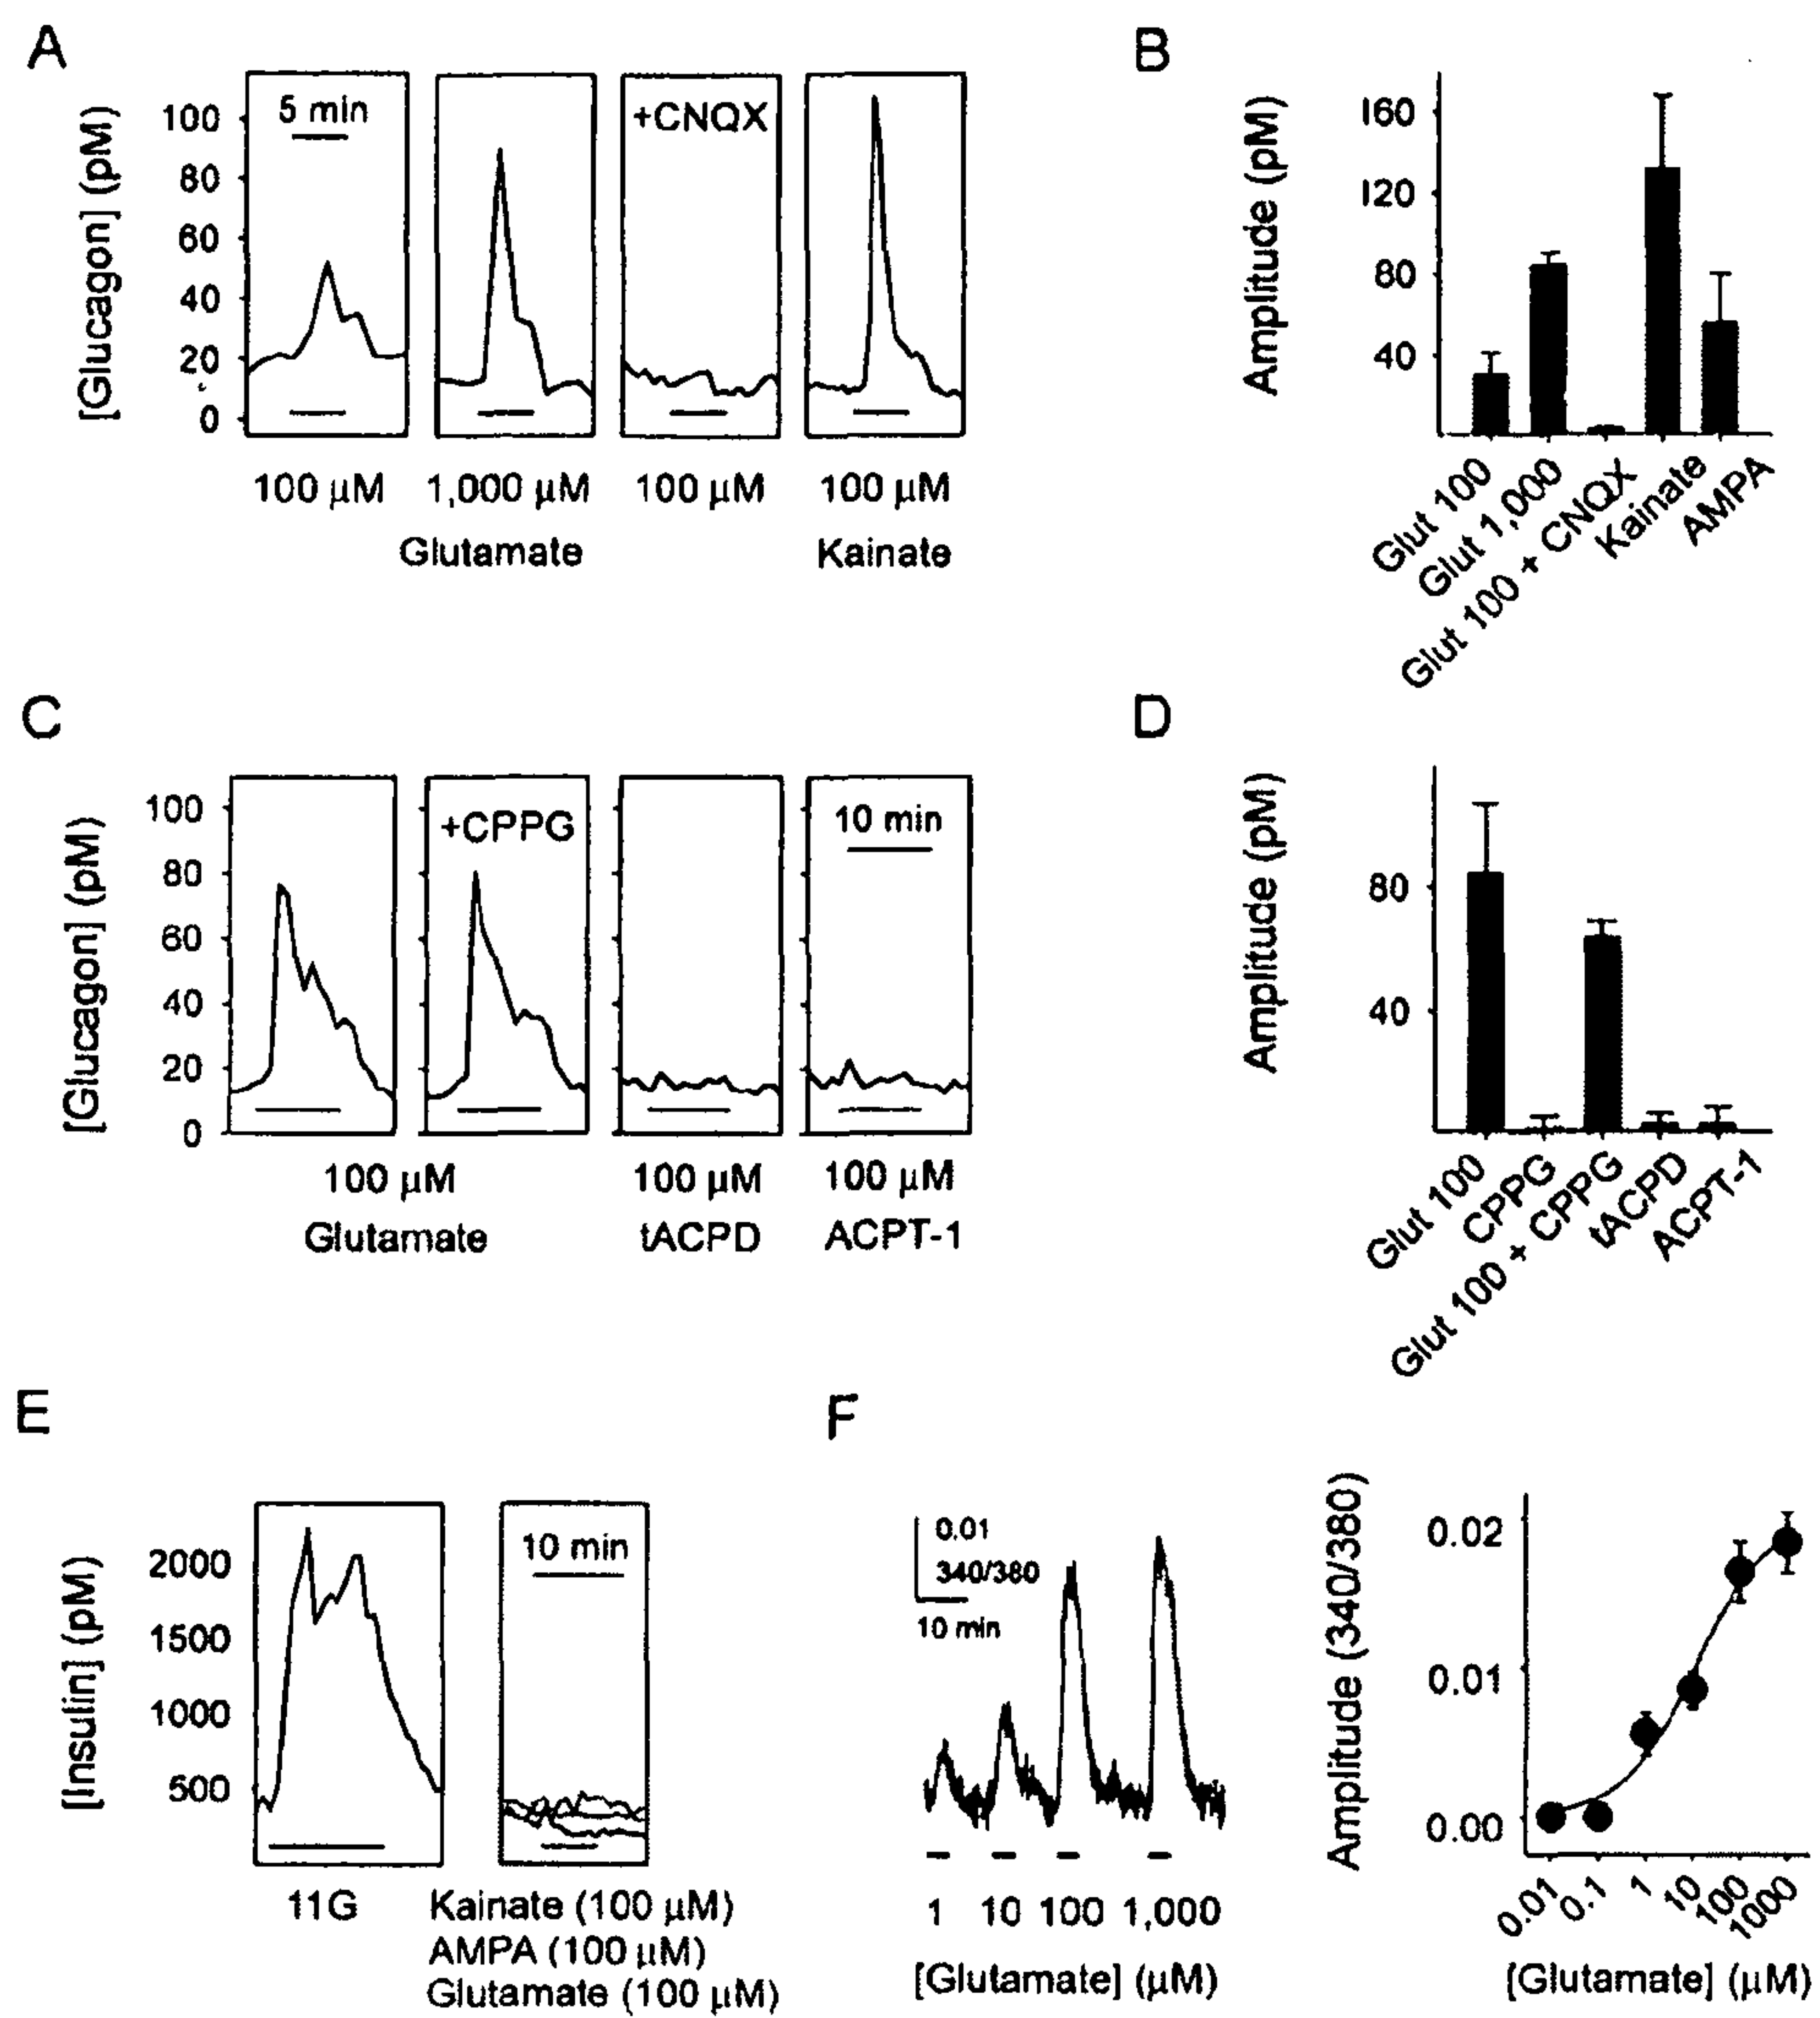 A
[Glucagon] (pM)
100
80
60
40
20
0
5 min
+CNQX
100 µM
1,000 µM
100 µM
100 µM
Glutamate
Kainate
B
Amplitude (pM)
160
120
80
40
Glut 100
Glut 1,000
Glut 100 + CNQX
Kainate
AMPA
C
[Glucagon] (pM)
100
80
60
40
20
0
+CPPG
10 min
100 µM
Glutamate
100 µM
tACPD
100 µM
ACPT-1
D
Amplitude (pM)
80
40
Glut 100
CPPG
Glut 100 + CPPG
tACPD
ACPT-1
E
[Insulin] (pM)
2000
1500
1000
500
10 min
11G
Kainate (100 µM)
AMPA (100 µM)
Glutamate (100 µM)
F
0.01
340/380
10 min
1 10 100 1,000
[Glutamate] (µM)
Amplitude (340/380)
0.02
0.01
0.00
0.01
0.1
1
10
100
1000
[Glutamate] (µM)